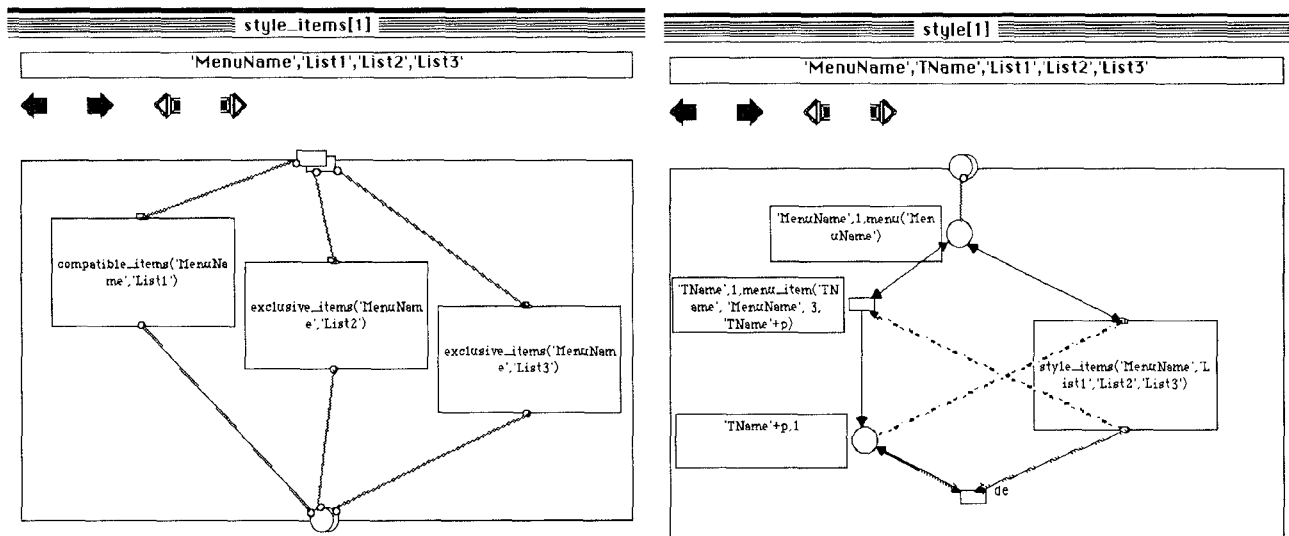 style_items[1]
'MenuName','List1','List2','List3'
compatible_items('MenuNa
me','List1')
exclusive_items('MenuNam
e','List2')
exclusive_items('MenuNam
e','List3')
style[1]
'MenuName','TName','List1','List2','List3'
'MenuName',1,menu('Men
uName')
'TName',1,menu_item('TN
ame', 'MenuName', 3,
'TName'+p)
style_items('MenuName','L
ist1','List2','List3')
'TName'+p,1
de